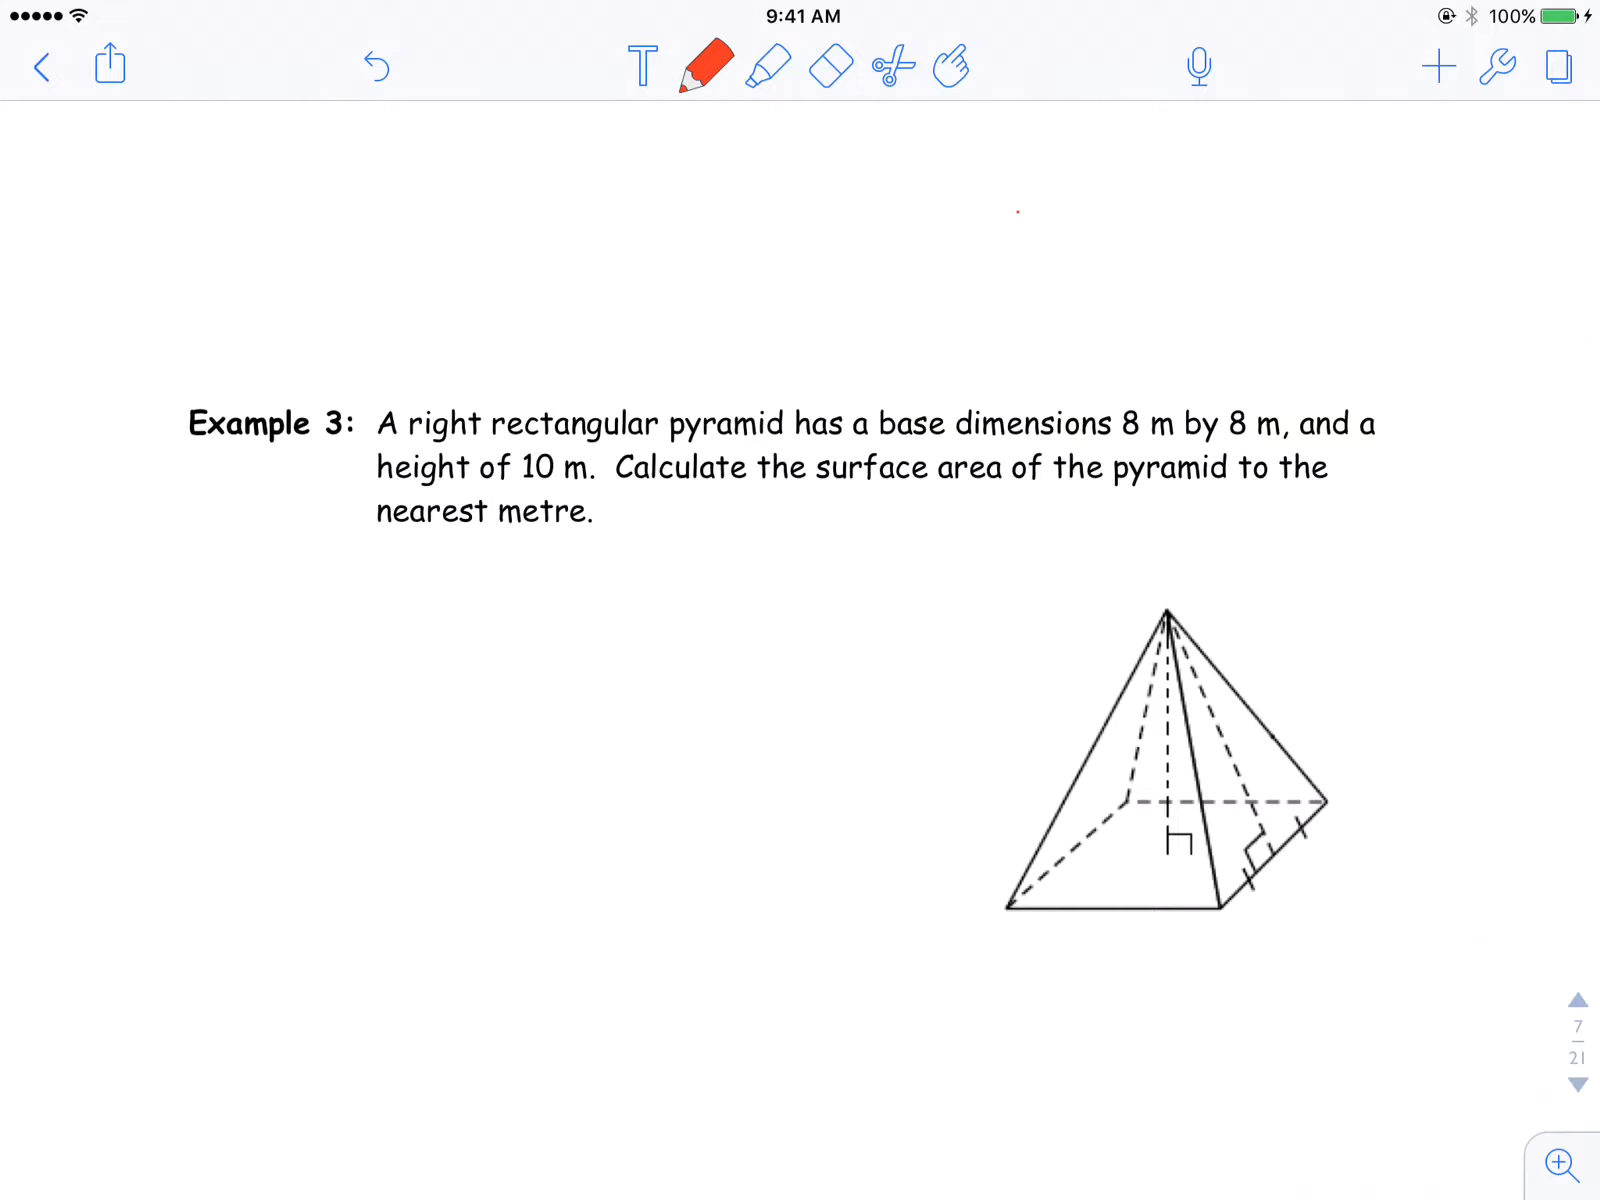 9:41 AM
100%
T
Example 3: A right rectangular pyramid has a base dimensions 8 m by 8 m, and a
height of 10 m. Calculate the surface area of the pyramid to the
nearest metre.
7
21